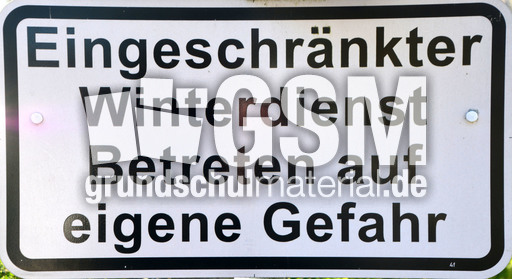 Eingeschränkter
Winterdienst
GSM
Betreten auf
grundschulmaterial.de
eigene Gefahr